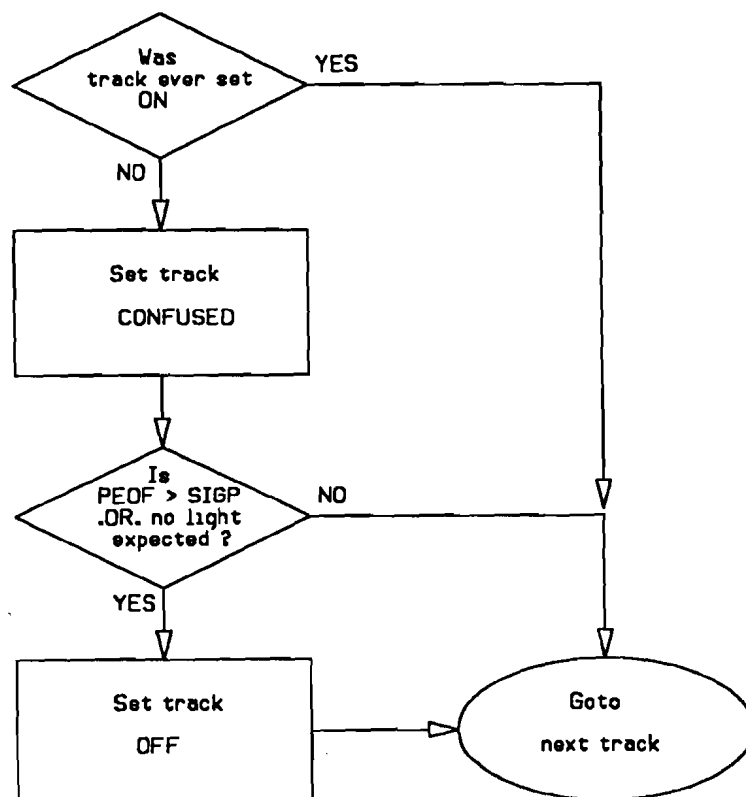 Was
track ever set
ON
YES
NO
Set track
CONFUSED
Is
PEOF > SIGP
.OR. no light
expected ?
NO
YES
Set track
OFF
Goto
next track